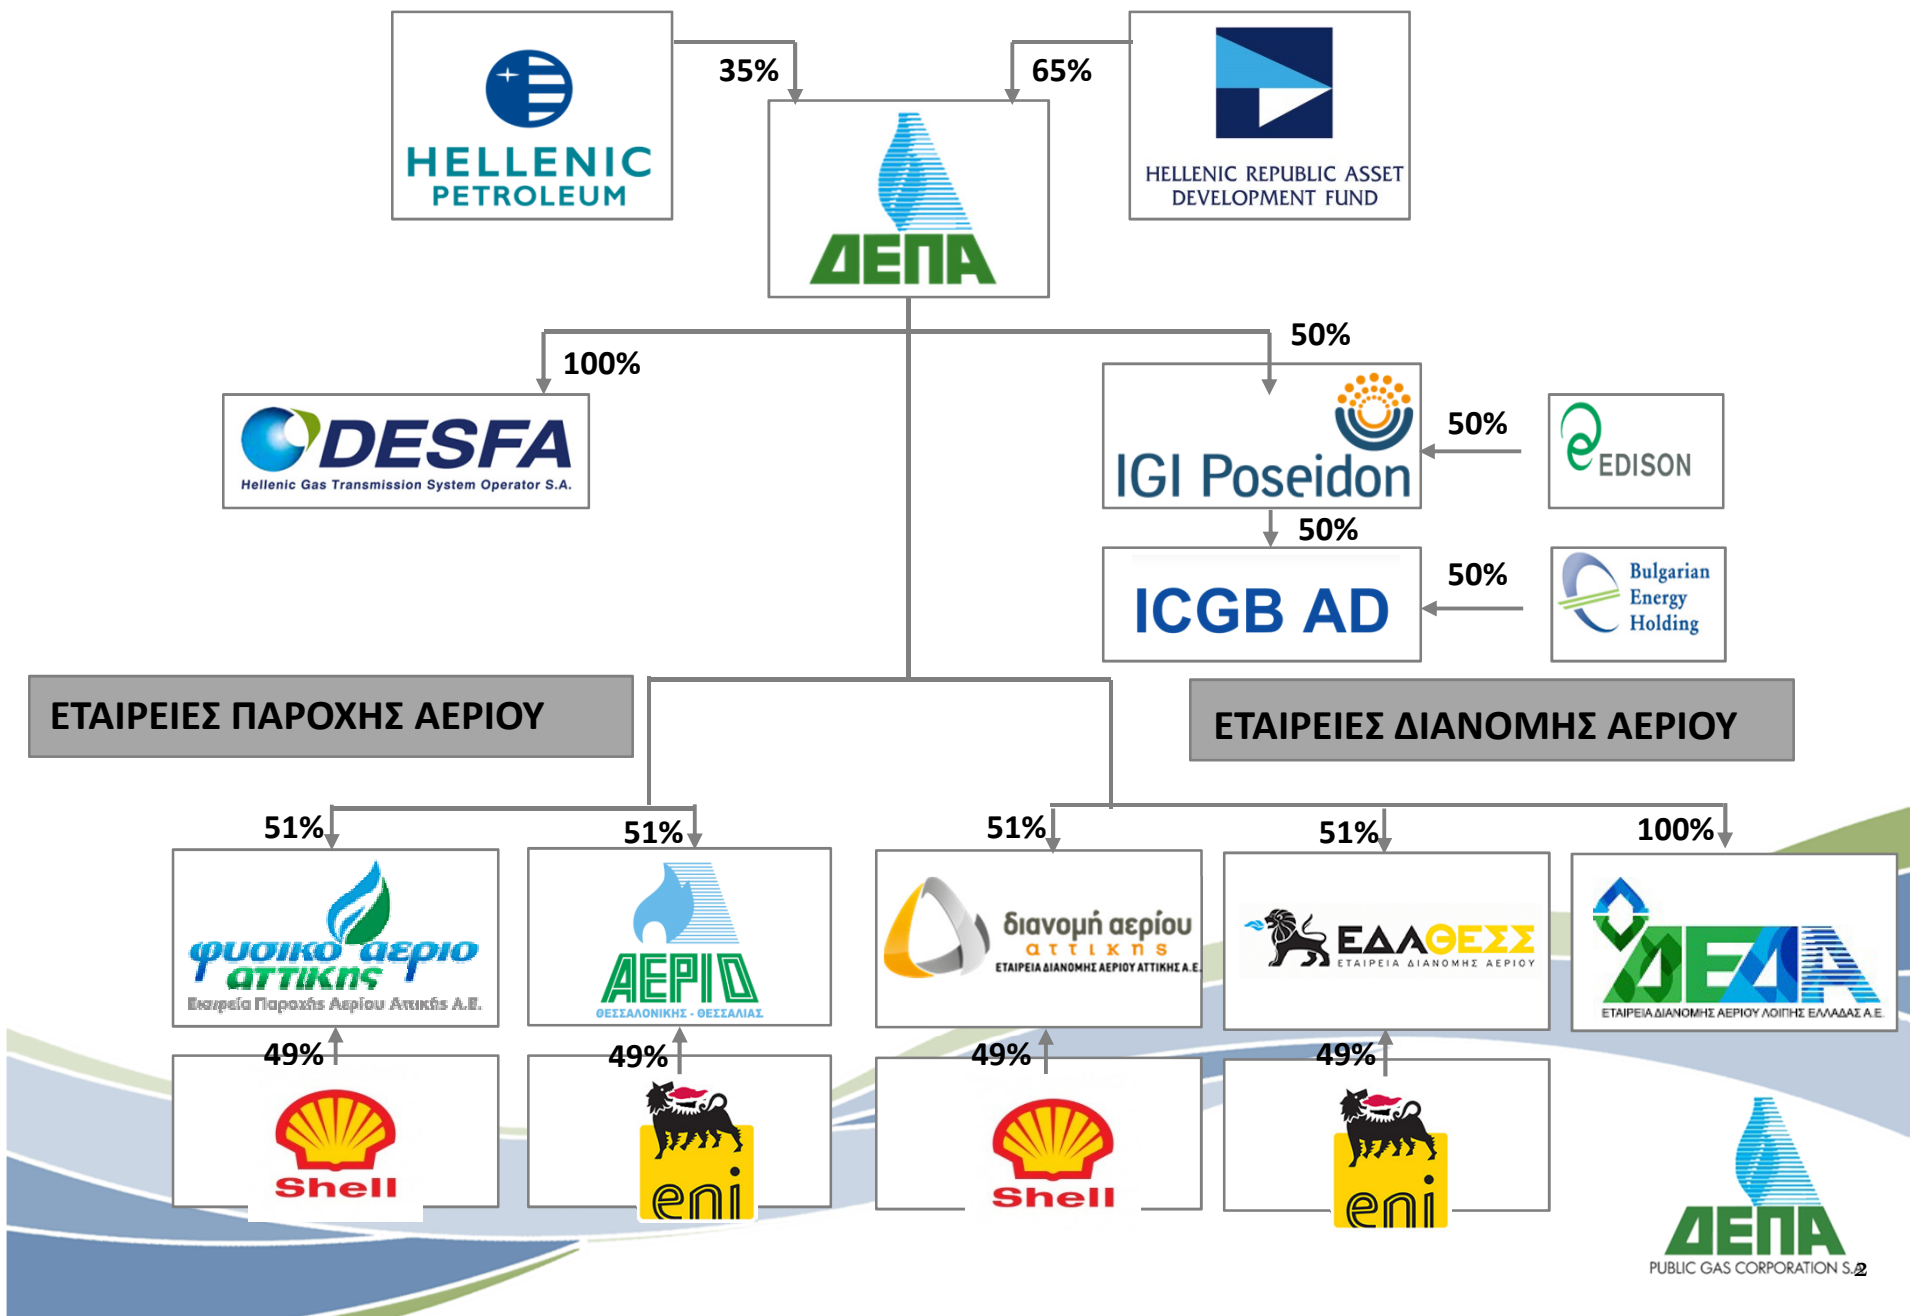 35%
65%
HELLENIC
PETROLEUM
ΔΕΠΑ
HELLENIC REPUBLIC ASSET
DEVELOPMENT FUND
100%
50%
DESFA
Hellenic Gas Transmission System Operator S.A.
IGI Poseidon
50%
EDISON
50%
ICGB AD
50%
Bulgarian
Energy
Holding
ΕΤΑΙΡΕΙΕΣ ΠΑΡΟΧΗΣ ΑΕΡΙΟΥ
ΕΤΑΙΡΕΙΕΣ ΔΙΑΝΟΜΗΣ ΑΕΡΙΟΥ
51%
51%
51%
51%
100%
φυσικό αέριο
αττικής
Εταιρεία Παροχής Αερίου Αττικής Α.Ε.
ΑΕΡΙΟ
ΘΕΣΣΑΛΟΝΙΚΗΣ - ΘΕΣΣΑΛΙΑΣ
διανομή αερίου
αττικης
ΕΤΑΙΡΕΙΑ ΔΙΑΝΟΜΗΣ ΑΕΡΙΟΥ ΑΤΤΙΚΗΣ Α.Ε.
ΕΔΑΘΕΣΣ
ΕΤΑΙΡΕΙΑ ΔΙΑΝΟΜΗΣ ΑΕΡΙΟΥ
ΔΕΔΑ
ΕΤΑΙΡΕΙΑ ΔΙΑΝΟΜΗΣ ΑΕΡΙΟΥ ΛΟΙΠΗΣ ΕΛΛΑΔΑΣ Α.Ε.
49%
49%
49%
49%
Shell
eni
Shell
eni
ΔΕΠΑ
PUBLIC GAS CORPORATION S.A.
2